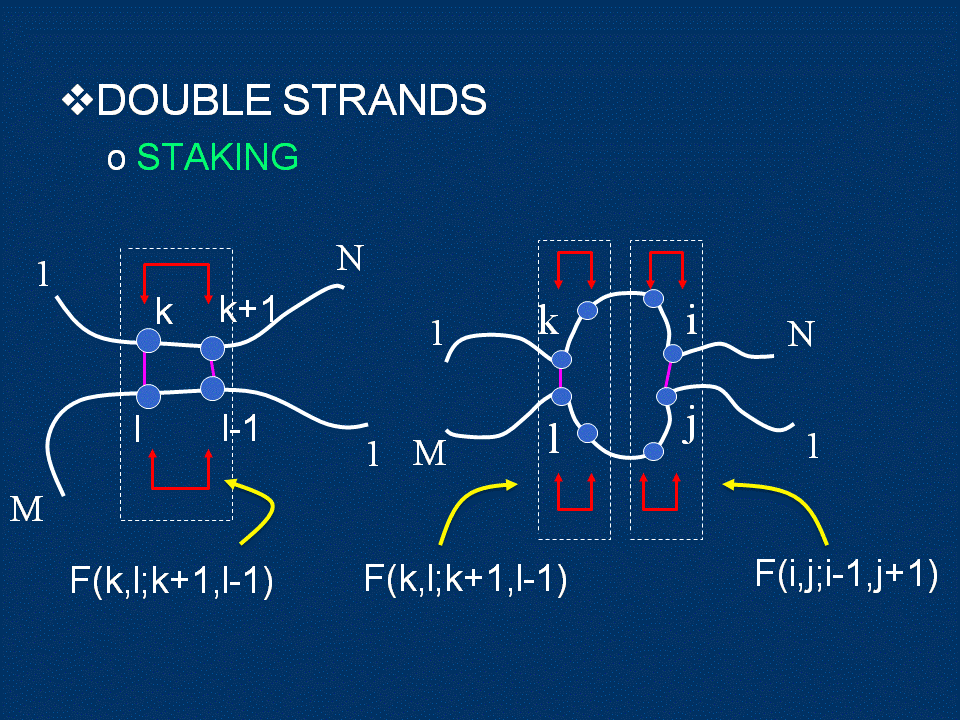 ❖DOUBLE STRANDS
o STAKING
1
N
k
k+1
l
l-1
M
1
F(k,l;k+1,l-1)
1
k
i
N
M
l
j
1
F(k,l;k+1,l-1)
F(i,j;i-1,j+1)